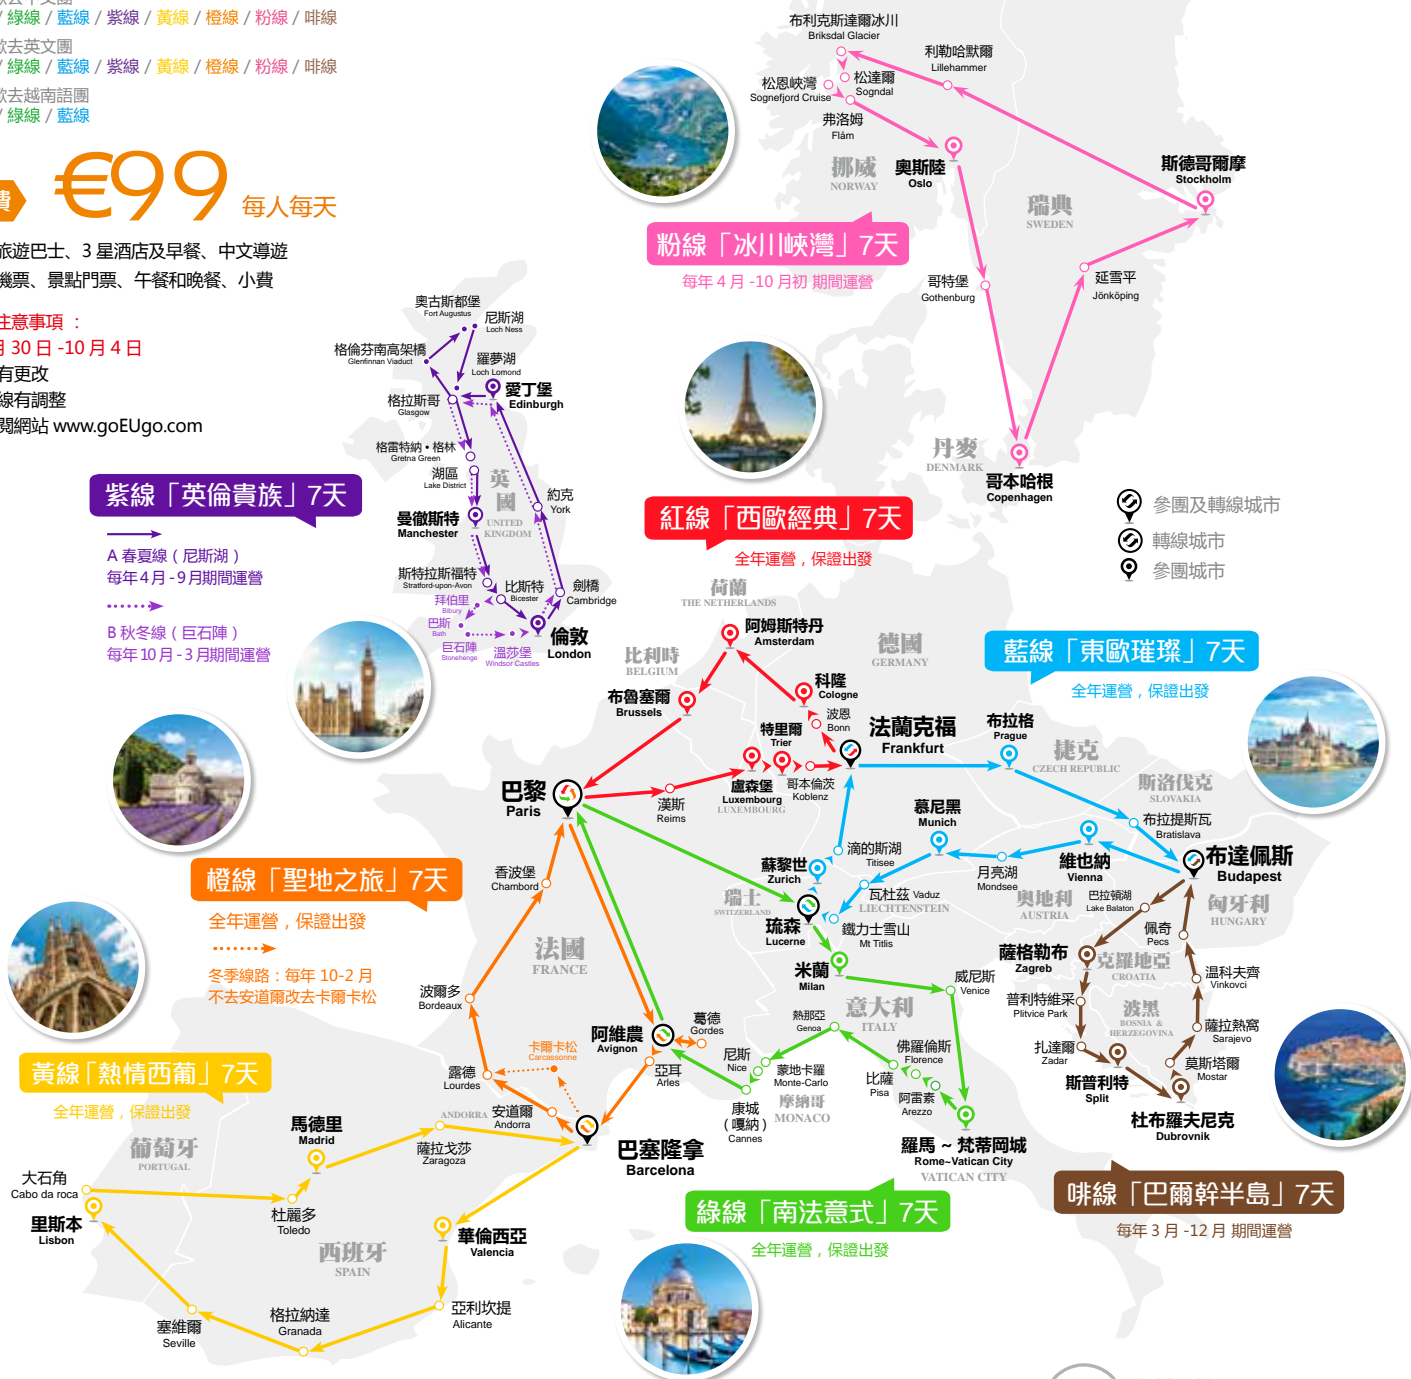 歐去中文團
/ 綠線 / 藍線 / 紫線 / 黃線 / 橙線 / 粉線 / 啡線
歐去英文團
/ 綠線 / 藍線 / 紫線 / 黃線 / 橙線 / 粉線 / 啡線
歐去越南語團
/ 綠線 / 藍線
費
€99 每人每天
旅遊巴士、3 星酒店及早餐、中文導遊
機票、景點門票、午餐和晚餐、小費
注意事項 :
月 30 日 -10 月 4 日
有更改
線有調整
閱網站 www.goEUgo.com
布利克斯達爾冰川
Briksdal Glacier
利勒哈默爾
Lillehammer
松恩峽灣
Sognefjord Cruise
松達爾
Sogndal
弗洛姆
Flåm
挪威
NORWAY
奧斯陸
Oslo
斯德哥爾摩
Stockholm
瑞典
SWEDEN
粉線「冰川峽灣」7天
每年 4 月 -10 月初 期間運營
哥特堡
Gothenburg
延雪平
Jönköping
丹麥
DENMARK
哥本哈根
Copenhagen
奧古斯都堡
Fort Augustus
尼斯湖
Loch Ness
格倫芬南高架橋
Glenfinnan Viaduct
羅夢湖
Loch Lomond
格拉斯哥
Glasgow
愛丁堡
Edinburgh
格雷特納 • 格林
Gretna Green
湖區
Lake District
英國
UNITED
KINGDOM
約克
York
曼徹斯特
Manchester
斯特拉斯福特
Stratford-upon-Avon
比斯特
Bicester
劍橋
Cambridge
拜伯里
Bibury
巴斯
Bath
巨石陣
Stonehenge
溫莎堡
Windsor Castles
倫敦
London
紫線「英倫貴族」7天
A 春夏線 ( 尼斯湖 )
每年 4 月 - 9 月期間運營
B 秋冬線 ( 巨石陣 )
每年 10 月 - 3 月期間運營
紅線「西歐經典」7天
全年運營 , 保證出發
參團及轉線城市
轉線城市
參團城市
荷蘭
THE NETHERLANDS
阿姆斯特丹
Amsterdam
德國
GERMANY
比利時
BELGIUM
布魯塞爾
Brussels
科隆
Cologne
波恩
Bonn
特里爾
Trier
法蘭克福
Frankfurt
盧森堡
Luxembourg
LUXEMBOURG
哥本倫茨
Koblenz
巴黎
Paris
漢斯
Reims
藍線「東歐璀璨」7天
全年運營 , 保證出發
布拉格
Prague
捷克
CZECH REPUBLIC
斯洛伐克
SLOVAKIA
布拉提斯瓦
Bratislava
慕尼黑
Munich
滴的斯湖
Titisee
蘇黎世
Zurich
月亮湖
Mondsee
維也納
Vienna
布達佩斯
Budapest
瓦杜茲 Vaduz
LIECHTENSTEIN
奧地利
AUSTRIA
巴拉頓湖
Lake Balaton
匈牙利
HUNGARY
瑞士
SWITZERLAND
琉森
Lucerne
鐵力士雪山
Mt Titlis
香波堡
Chambord
橙線「聖地之旅」7天
全年運營 , 保證出發
冬季線路 : 每年 10-2 月
不去安道爾改去卡爾卡松
法國
FRANCE
波爾多
Bordeaux
米蘭
Milan
威尼斯
Venice
意大利
ITALY
熱那亞
Genoa
阿維農
Avignon
葛德
Gordes
亞耳
Arles
尼斯
Nice
蒙地卡羅
Monte-Carlo
摩納哥
MONACO
康城
(嘎納)
Cannes
佛羅倫斯
Florence
比薩
Pisa
阿雷素
Arezzo
羅馬 ~ 梵蒂岡城
Rome~Vatican City
VATICAN CITY
綠線「南法意式」7天
全年運營 , 保證出發
卡爾卡松
Carcassonne
露德
Lourdes
ANDORRA
安道爾
Andorra
巴塞隆拿
Barcelona
黃線「熱情西葡」7天
全年運營 , 保證出發
葡萄牙
PORTUGAL
馬德里
Madrid
薩拉戈莎
Zaragoza
大石角
Cabo da roca
里斯本
Lisbon
杜麗多
Toledo
西班牙
SPAIN
華倫西亞
Valencia
亞利坎提
Alicante
格拉納達
Granada
塞維爾
Seville
佩奇
Pecs
薩格勒布
Zagreb
克羅地亞
CROATIA
温科夫齊
Vinkovci
普利特維采
Plitvice Park
波黑
BOSNIA &
HERZEGOVINA
薩拉熱窩
Sarajevo
扎達爾
Zadar
斯普利特
Split
莫斯塔爾
Mostar
杜布羅夫尼克
Dubrovnik
啡線「巴爾幹半島」7天
每年 3 月 -12 月 期間運營